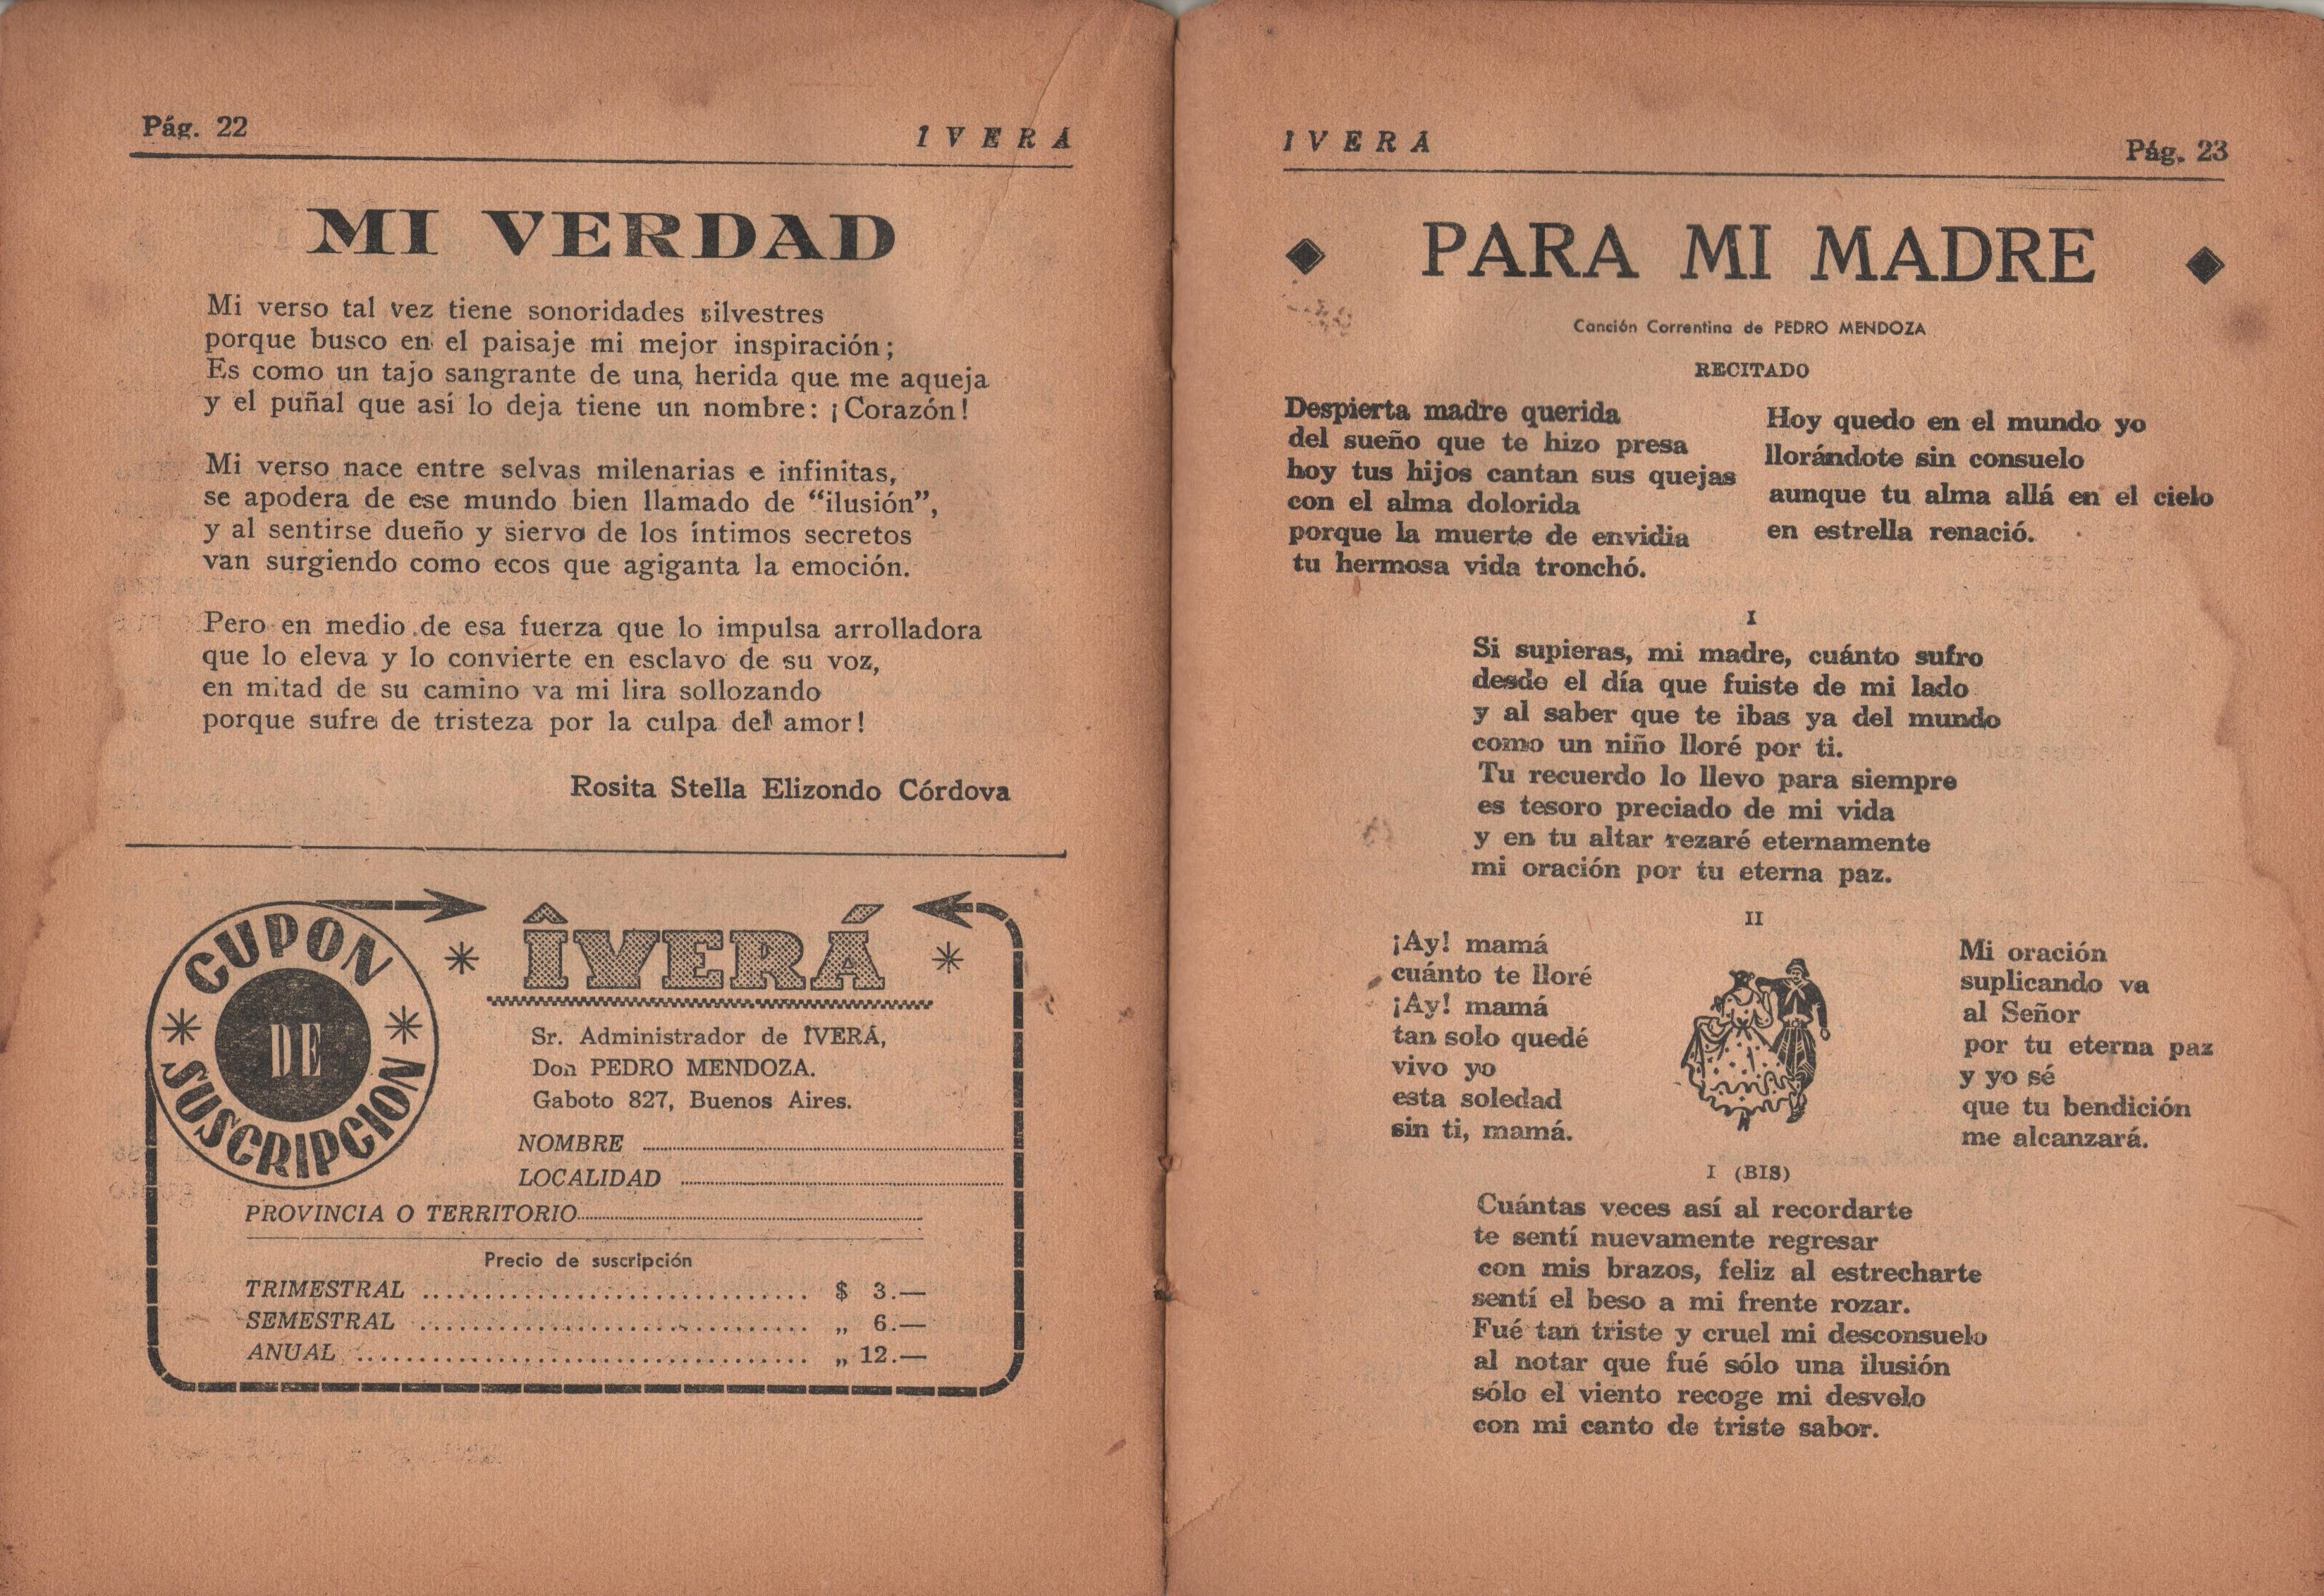 Pág. 22
ÎVERÁ
MI VERDAD
Mi verso tal vez tiene sonoridades silvestres
porque busco en el paisaje mi mejor inspiración;
Es como un tajo sangrante de una herida que me aqueja
y el puñal que así lo deja tiene un nombre: ¡Corazón!
Mi verso nace entre selvas milenarias e infinitas,
se apodera de ese mundo bien llamado de “ilusión”,
y al sentirse dueño y siervo de los íntimos secretos
van surgiendo como ecos que agiganta la emoción.
Pero en medio de esa fuerza que lo impulsa arrolladora
que lo eleva y lo convierte en esclavo de su voz,
en mitad de su camino va mi lira sollozando
porque sufre de tristeza por la culpa del amor!
Rosita Stella Elizondo Córdova
CUPON
DE
SUSCRIPCION
ÎVERÁ
Sr. Administrador de ÎVERÁ,
Don PEDRO MENDOZA.
Gaboto 827, Buenos Aires.
NOMBRE
LOCALIDAD
PROVINCIA O TERRITORIO
Precio de suscripción
TRIMESTRAL $ 3.—
SEMESTRAL „ 6.—
ANUAL „ 12.—
IVERA
Pág. 23
PARA MI MADRE
Canción Correntina de PEDRO MENDOZA
RECITADO
Despierta madre querida
del sueño que te hizo presa
hoy tus hijos cantan sus quejas
con el alma dolorida
porque la muerte de envidia
tu hermosa vida tronchó.
Hoy quedo en el mundo yo
llorándote sin consuelo
aunque tu alma allá en el cielo
en estrella renació.
I
Si supieras, mi madre, cuánto sufro
desde el día que fuiste de mi lado
y al saber que te ibas ya del mundo
como un niño lloré por ti.
Tu recuerdo lo llevo para siempre
es tesoro preciado de mi vida
y en tu altar rezaré eternamente
mi oración por tu eterna paz.
II
¡Ay! mamá
cuánto te lloré
¡Ay! mamá
tan solo quedé
vivo yo
esta soledad
sin ti, mamá.
Mi oración
suplicando va
al Señor
por tu eterna paz
y yo sé
que tu bendición
me alcanzará.
I (BIS)
Cuántas veces así al recordarte
te sentí nuevamente regresar
con mis brazos, feliz al estrecharte
sentí el beso a mi frente rozar.
Fué tan triste y cruel mi desconsuelo
al notar que fué sólo una ilusión
sólo el viento recoge mi desvelo
con mi canto de triste sabor.